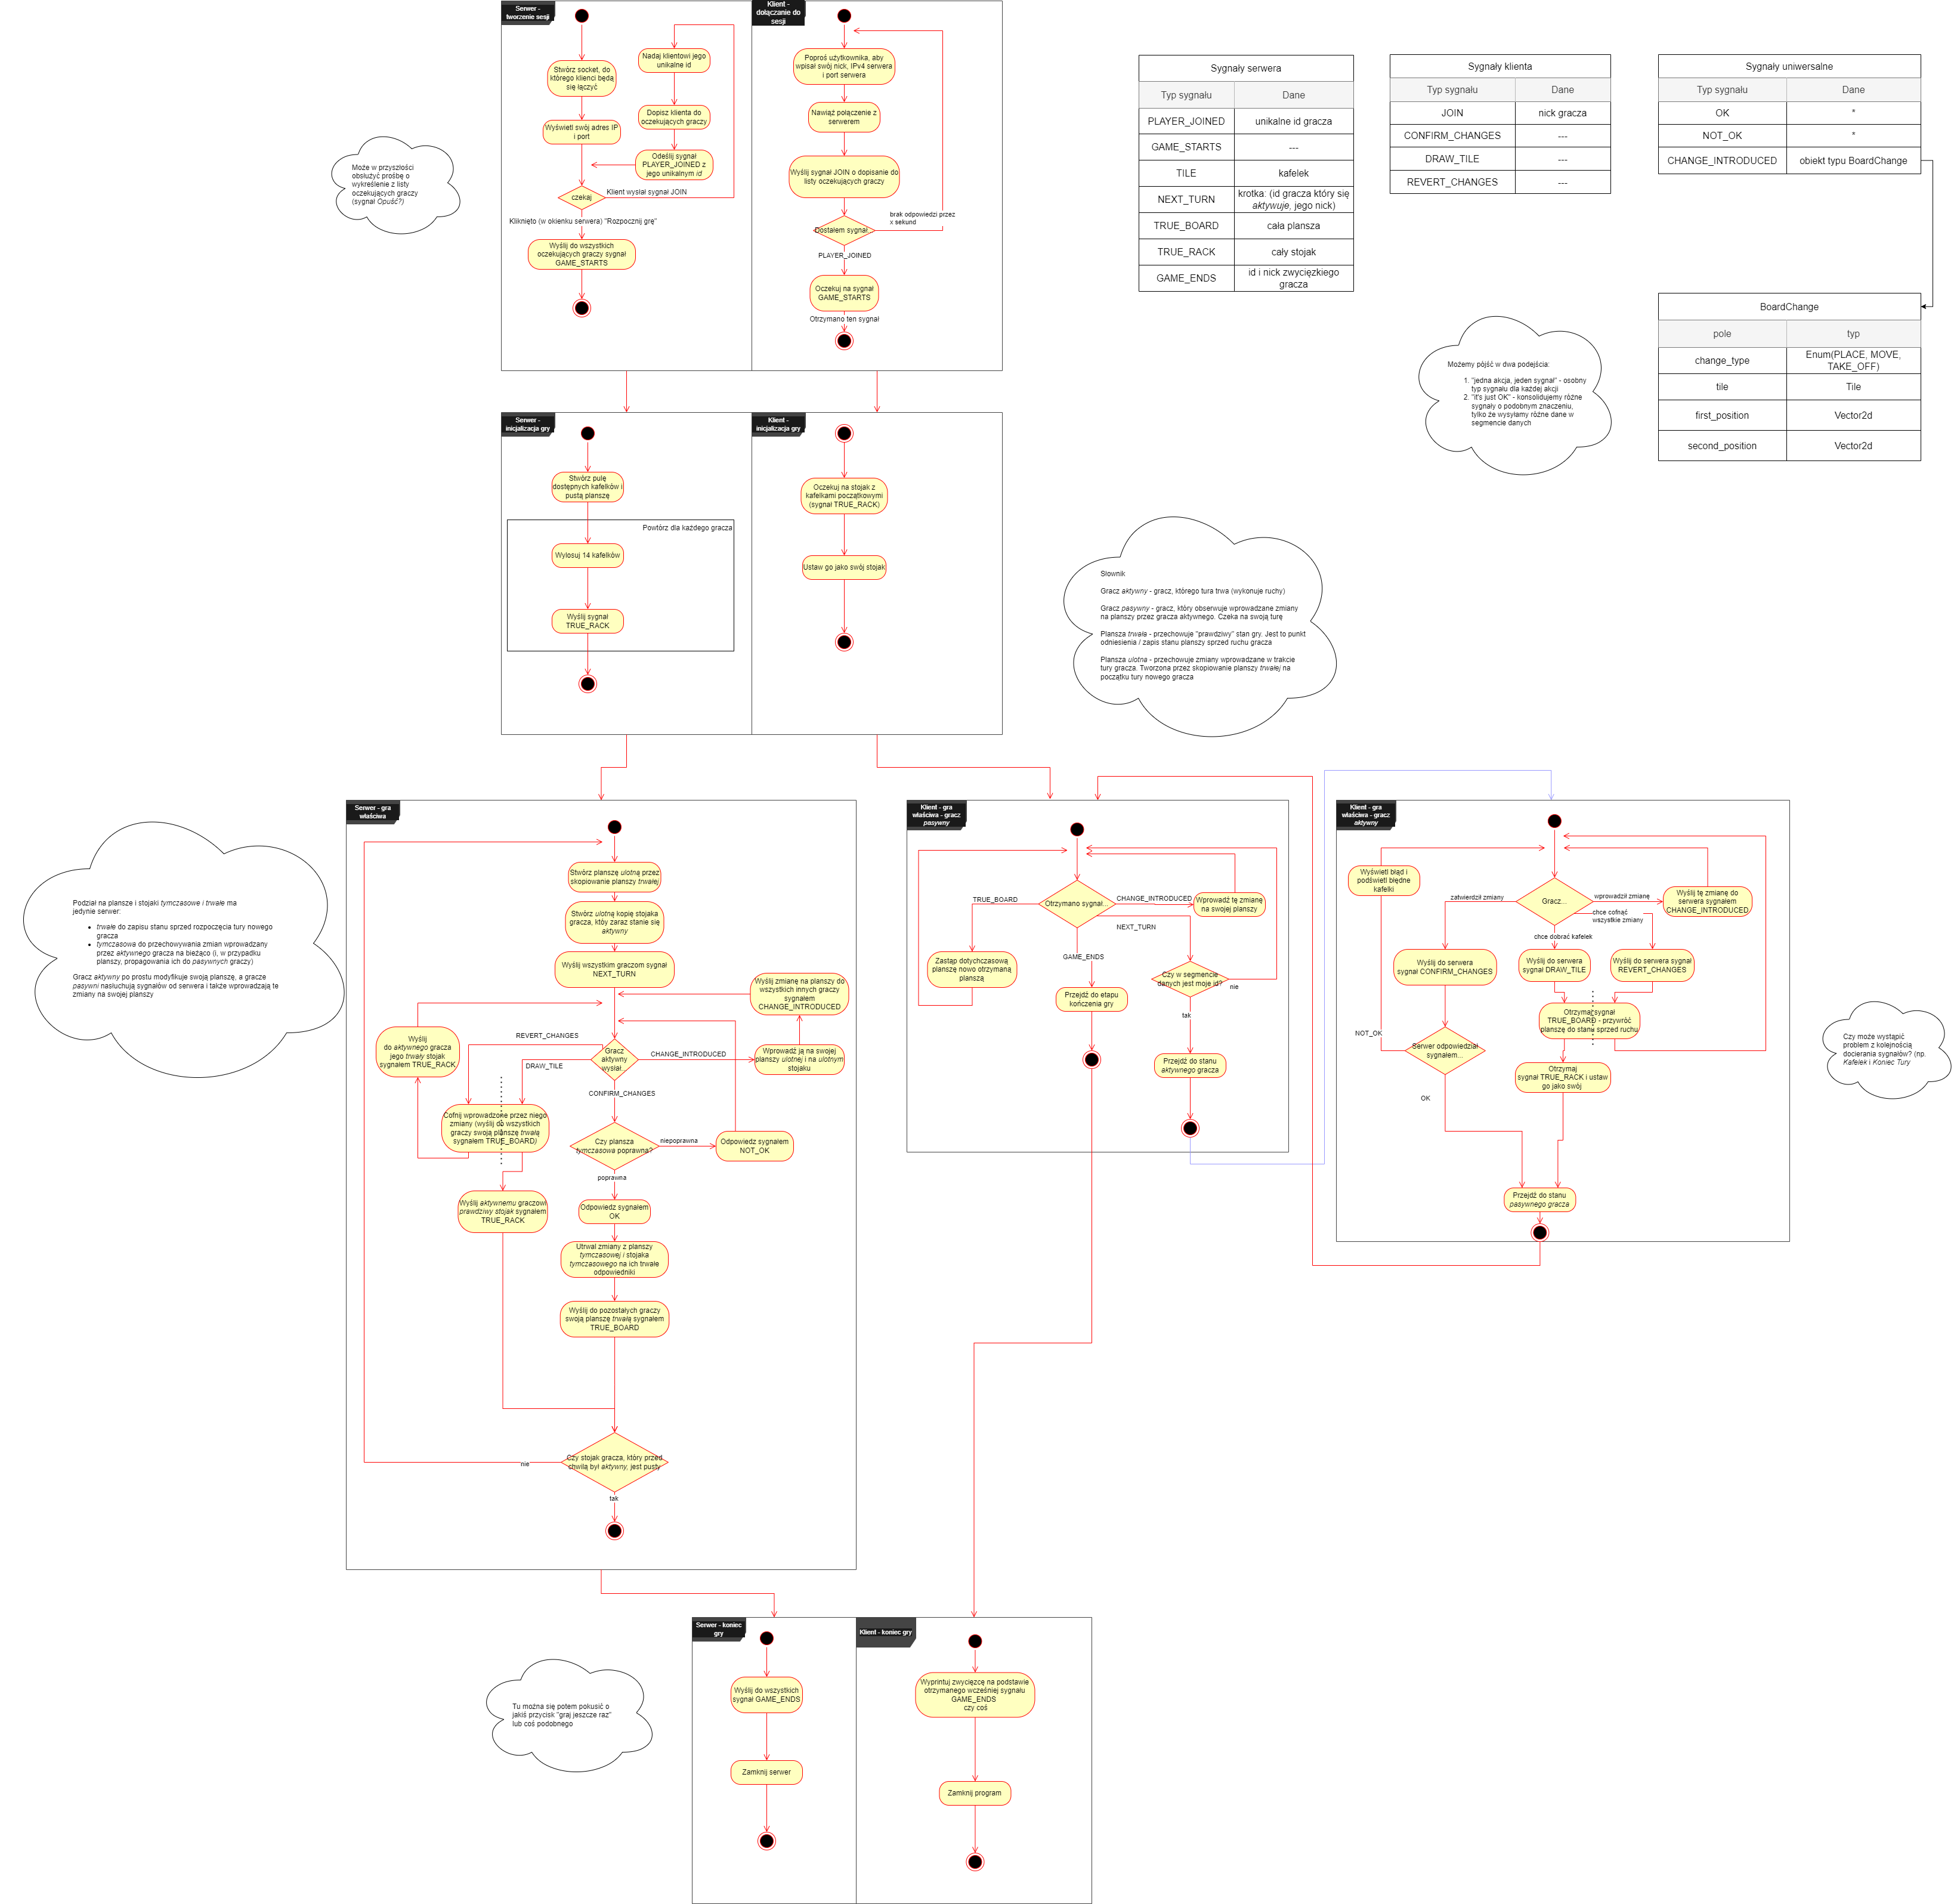 Serwer -
tworzenie sesji
Stwórz socket, do
którego klienci będą
się łączyć
Wyświetl swój adres IP
i port
czekaj
Nadaj klientowi jego
unikalne id
Dopisz klienta do
oczekujących graczy
Odeślij sygnał
PLAYER_JOINED z
jego unikalnym id
Klient wysłał sygnał JOIN
Kliknięto (w okienku serwera) "Rozpocznij grę"
Wyślij do wszystkich
oczekujących graczy sygnał
GAME_STARTS
Może w przyszłości
obsłużyć prośbę o
wykreślenie z listy
oczekujących graczy
(sygnał Opuść?)
Klient -
dołączanie do
sesji
Poproś użytkownika, aby
wpisał swój nick, IPv4 serwera
i port serwera
Nawiąż połączenie z
serwerem
Wyślij sygnał JOIN o dopisanie do
listy oczekujących graczy
Dostałem sygnał
brak odpowiedzi przez
x sekund
PLAYER_JOINED
Oczekuj na sygnał
GAME_STARTS
Otrzymano ten sygnał
Sygnały serwera
Typ sygnału Dane
PLAYER_JOINED unikalne id gracza
GAME_STARTS ---
TILE kafelek
NEXT_TURN krotka: (id gracza który się
aktywuje, jego nick)
TRUE_BOARD cała plansza
TRUE_RACK cały stojak
GAME_ENDS id i nick zwycięzkiego
gracza
Sygnały klienta
Typ sygnału Dane
JOIN nick gracza
CONFIRM_CHANGES ---
DRAW_TILE ---
REVERT_CHANGES ---
Sygnały uniwersalne
Typ sygnału Dane
OK *
NOT_OK *
CHANGE_INTRODUCED obiekt typu BoardChange
BoardChange
pole typ
change_type Enum(PLACE, MOVE,
TAKE_OFF)
tile Tile
first_position Vector2d
second_position Vector2d
Możemy pójść w dwa podejścia:
1. "jedna akcja, jeden sygnał" - osobny
typ sygnału dla każdej akcji
2. "it's just OK" - konsolidujemy różne
sygnały o podobnym znaczeniu,
tylko że wysyłamy różne dane w
segmencie danych
Serwer -
inicjalizacja gry
Stwórz pulę
dostępnych kafelków i
pustą planszę
Powtórz dla każdego gracza
Wylosuj 14 kafelków
Wyślij sygnał
TRUE_RACK
Klient -
inicjalizacja gry
Oczekuj na stojak z
kafelkami początkowymi
(sygnał TRUE_RACK)
Ustaw go jako swój stojak
Słownik
Gracz aktywny - gracz, którego tura trwa (wykonuje ruchy)
Gracz pasywny - gracz, który obserwuje wprowadzane zmiany
na planszy przez gracza aktywnego. Czeka na swoją turę
Plansza trwała - przechowuje "prawdziwy" stan gry. Jest to punkt
odniesienia / zapis stanu planszy sprzed ruchu gracza
Plansza ulotna - przechowuje zmiany wprowadzane w trakcie
tury gracza. Tworzona przez skopiowanie planszy trwałej na
początku tury nowego gracza
Podział na plansze i stojaki tymczasowe i trwałe ma
jedynie serwer:
• trwałe do zapisu stanu sprzed rozpoczęcia tury nowego
gracza
• tymczasowa do przechowywania zmian wprowadzany
przez aktywnego gracza na bieżąco (i, w przypadku
planszy, propagowania ich do pasywnych graczy)
Gracz aktywny po prostu modyfikuje swoją planszę, a gracze
pasywni nasłuchują sygnałów od serwera i także wprowadzają te
zmiany na swojej planszy
Serwer - gra
właściwa
Stwórz planszę ulotną przez
skopiowanie planszy trwałej
Stwórz ulotną kopię stojaka
gracza, któy zaraz stanie się
aktywny
Wyślij wszystkim graczom sygnał
NEXT_TURN
Wyślij zmianę na planszy do
wszystkich innych graczy
sygnałem
CHANGE_INTRODUCED
Wyślij
do aktywnego gracza
jego trwały stojak
sygnałem TRUE_RACK
REVERT_CHANGES
DRAW_TILE
Gracz
aktywny
wysłał...
CHANGE_INTRODUCED
Wprowadź ją na swojej
planszy ulotnej i na ulotnym
stojaku
CONFIRM_CHANGES
Cofnij wprowadzone przez niego
zmiany (wyślij do wszystkich
graczy swoją planszę trwałą
sygnałem TRUE_BOARD)
Czy plansza
tymczasowa poprawna?
niepoprawna
Odpowiedz sygnałem
NOT_OK
poprawna
Wyślij aktywnemu graczowi
prawdziwy stojak sygnałem
TRUE_RACK
Odpowiedz sygnałem
OK
Utrwal zmiany z planszy
tymczasowej i stojaka
tymczasowego na ich trwałe
odpowiedniki
Wyślij do pozostałych graczy
swoją planszę trwałą sygnałem
TRUE_BOARD
Czy stojak gracza, który przed
chwilą był aktywny, jest pusty
nie
tak
Klient - gra
właściwa - gracz
pasywny
Otrzymano sygnał...
TRUE_BOARD
CHANGE_INTRODUCED
Wprowadź tę zmianę
na swojej planszy
NEXT_TURN
GAME_ENDS
Zastąp dotychczasową
planszę nowo otrzymaną
planszą
Czy w segmencie
danych jest moje id?
nie
tak
Przejdź do etapu
kończenia gry
Przejdź do stanu
aktywnego gracza
Klient - gra
właściwa - gracz
aktywny
Wyświetl błąd i
podświetl błędne
kafelki
Gracz...
zatwierdził zmiany
wprowadził zmianę
Wyślij tę zmianę do
serwera sygnałem
CHANGE_INTRODUCED
chce cofnąć
wszystkie zmiany
chce dobrać kafelek
Wyślij do serwera
sygnał CONFIRM_CHANGES
Wyślij do serwera
sygnał DRAW_TILE
Wyślij do serwera sygnał
REVERT_CHANGES
Otrzymaj sygnał
TRUE_BOARD - przywróć
planszę do stanu sprzed ruchu
NOT_OK
Serwer odpowiedział
sygnałem...
Otrzymaj
sygnał TRUE_RACK i ustaw
go jako swój
OK
Przejdź do stanu
pasywnego gracza
Czy może wystąpić
problem z kolejnością
docierania sygnałów? (np.
Kafelek i Koniec Tury
Serwer - koniec
gry
Wyślij do wszystkich
sygnał GAME_ENDS
Zamknij serwer
Klient - koniec gry
Wyprintuj zwycięzcę na podstawie
otrzymanego wcześniej sygnału
GAME_ENDS
czy coś
Zamknij program
Tu można się potem pokusić o
jakiś przycisk "graj jeszcze raz"
lub coś podobnego